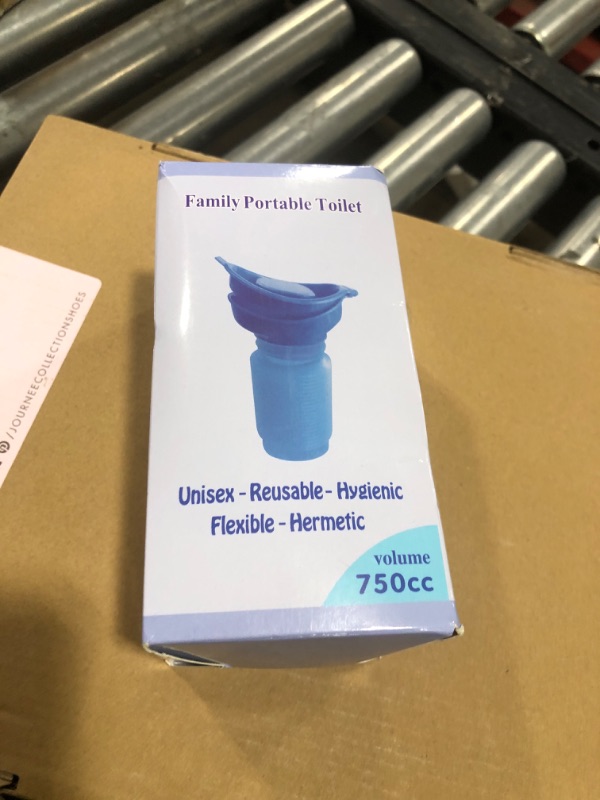 Family Portable Toilet
Unisex - Reusable - Hygienic
Flexible - Hermetic
volume
750cc
/JOURNEECOLLECTIONSHOES